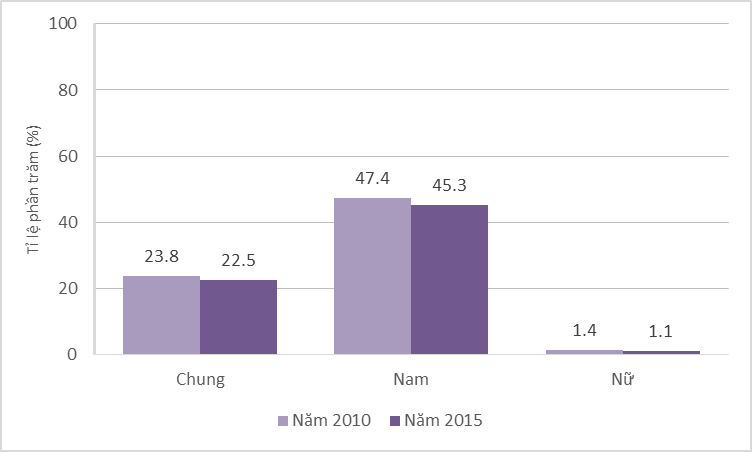 100
80
60
40
20
0
Tỉ lệ phần trăm (%)
23.8
22.5
47.4
45.3
1.4
1.1
Chung
Nam
Nữ
Năm 2010
Năm 2015